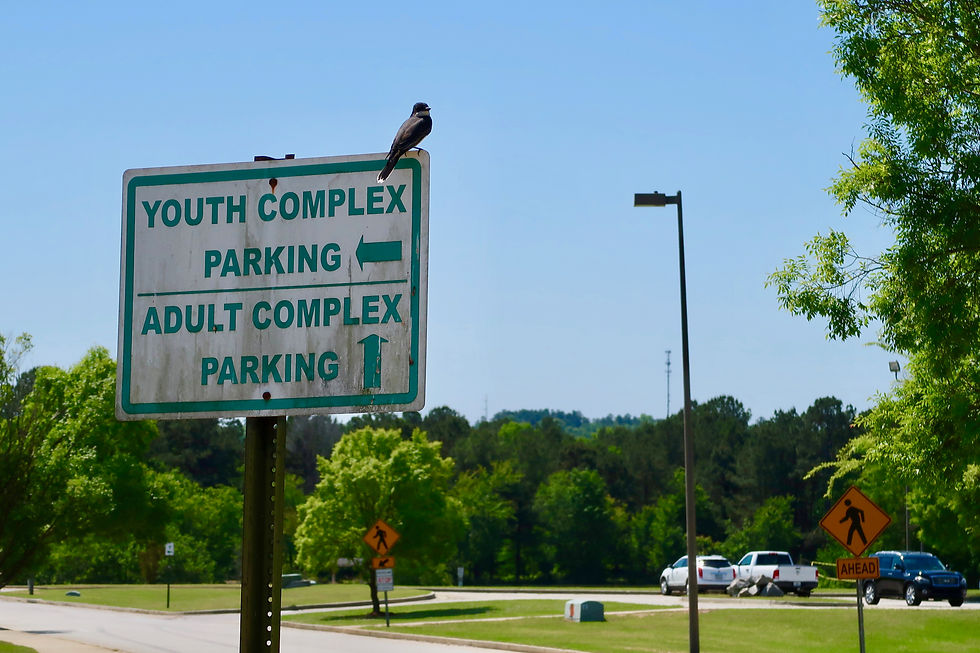 YOUTH COMPLEX
PARKING
ADULT COMPLEX
PARKING
AHEAD